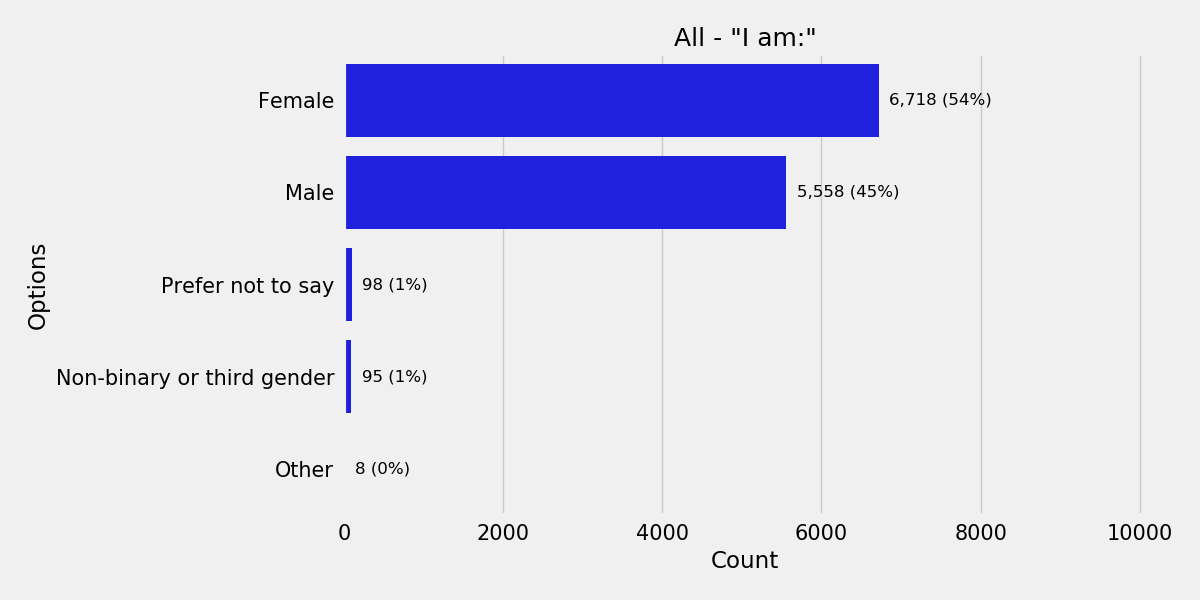 All - "I am:"
Female 6,718 (54%)
Male 5,558 (45%)
Prefer not to say 98 (1%)
Non-binary or third gender 95 (1%)
Other 8 (0%)
Options
0 2000 4000 6000 8000 10000
Count